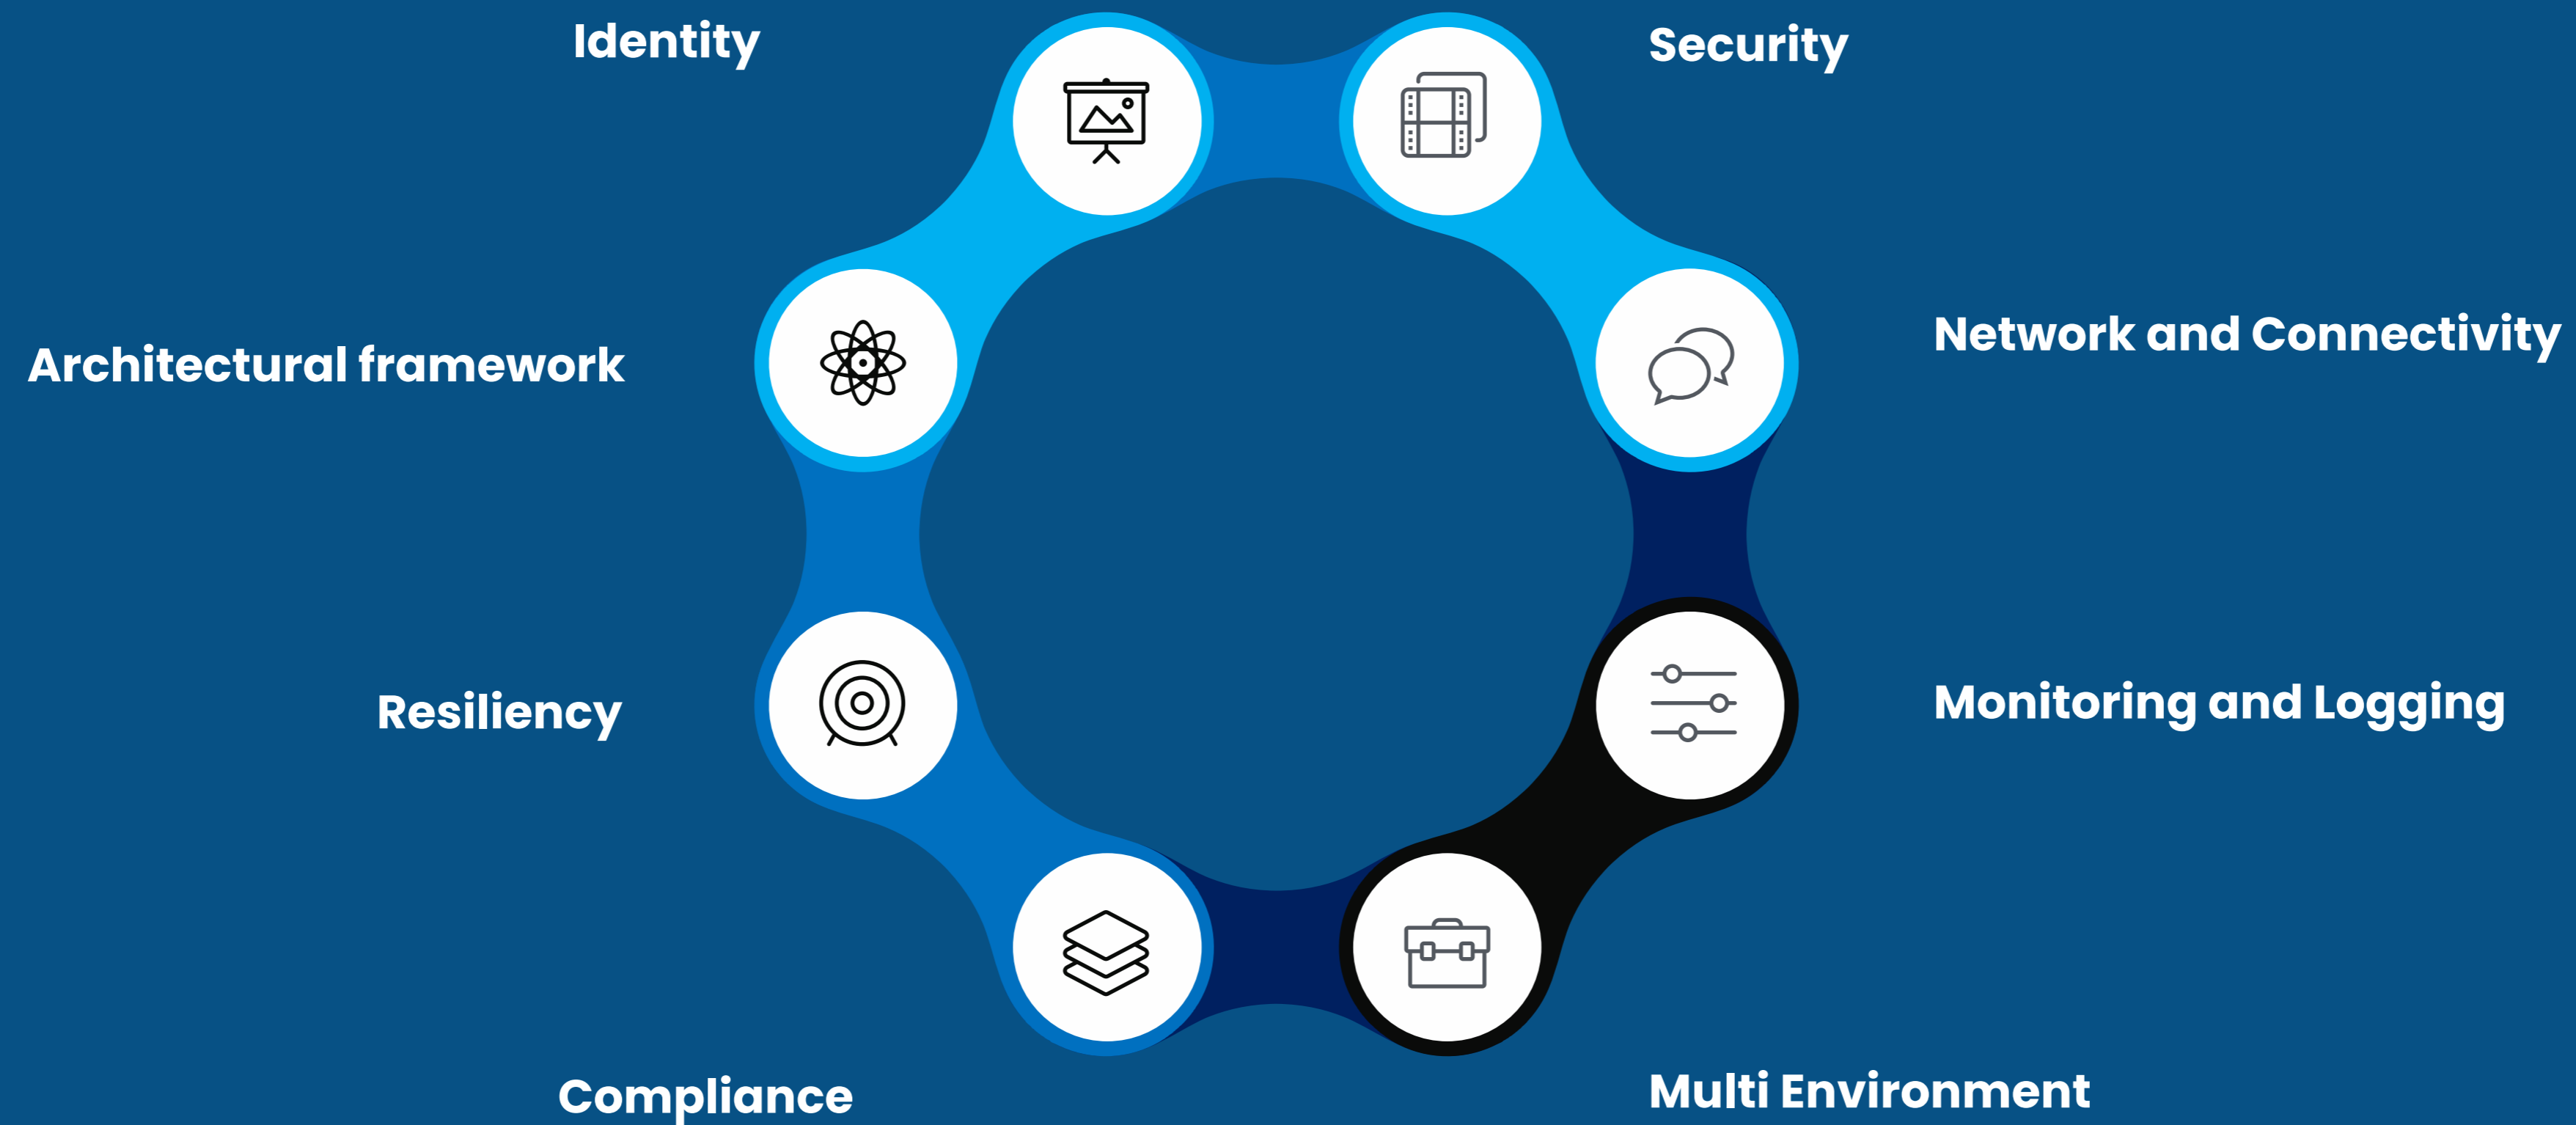 Identity
Security
Architectural framework
Network and Connectivity
Resiliency
Monitoring and Logging
Compliance
Multi Environment